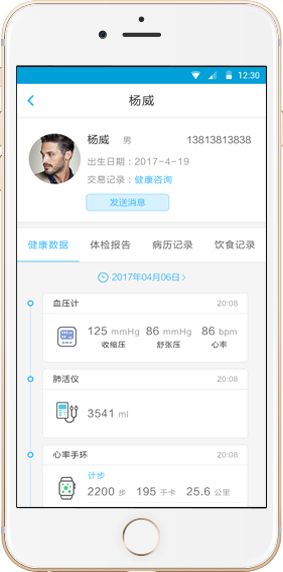 12:30
杨威
杨威 男 13813813838
出生日期：2017-4-19
交易记录：健康咨询
发送消息
健康数据 体检报告 病历记录 饮食记录
2017年04月06日
血压计 20:08
125 mmHg 86 mmHg 86 bpm
收缩压 舒张压 心率
肺活仪 20:08
3541 ml
心率手环 20:08
计步
2200 步 195 千卡 25.6 公里